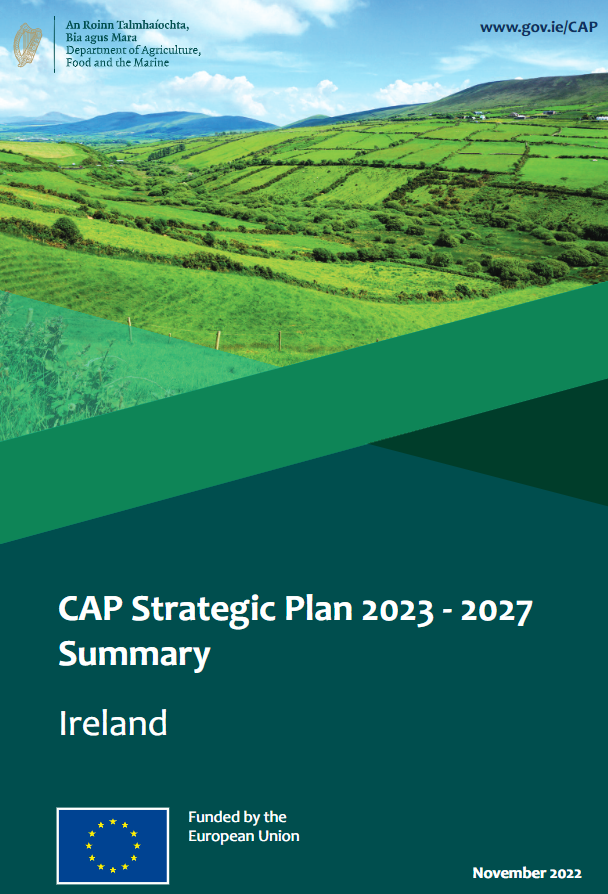 An Roinn Talmhaíochta,
Bia agus Mara
Department of Agriculture,
Food and the Marine
www.gov.ie/CAP
CAP Strategic Plan 2023 - 2027
Summary
Ireland
Funded by the
European Union
November 2022